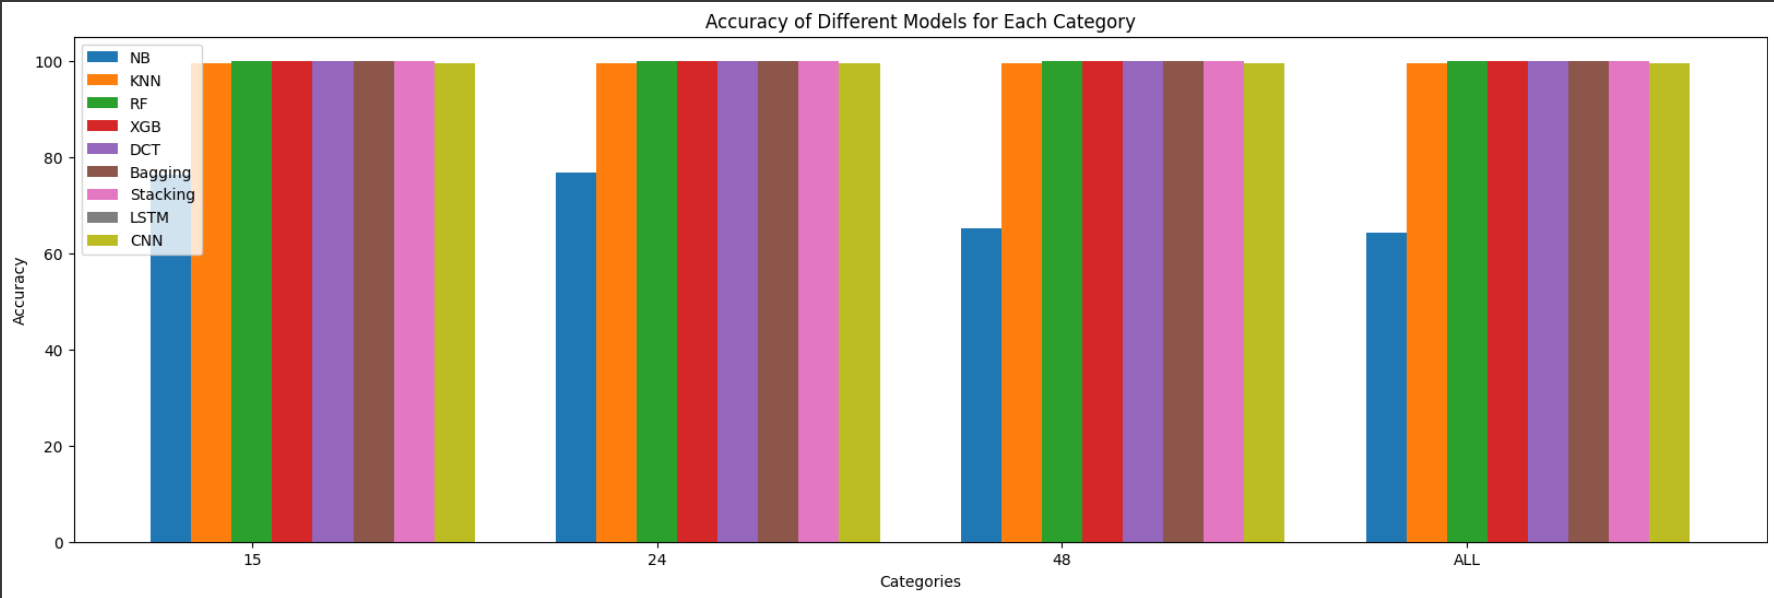 Accuracy of Different Models for Each Category
NB
KNN
RF
XGB
DCT
Bagging
Stacking
LSTM
CNN
100
80
60
40
20
0
Accuracy
15 24 48 ALL
Categories